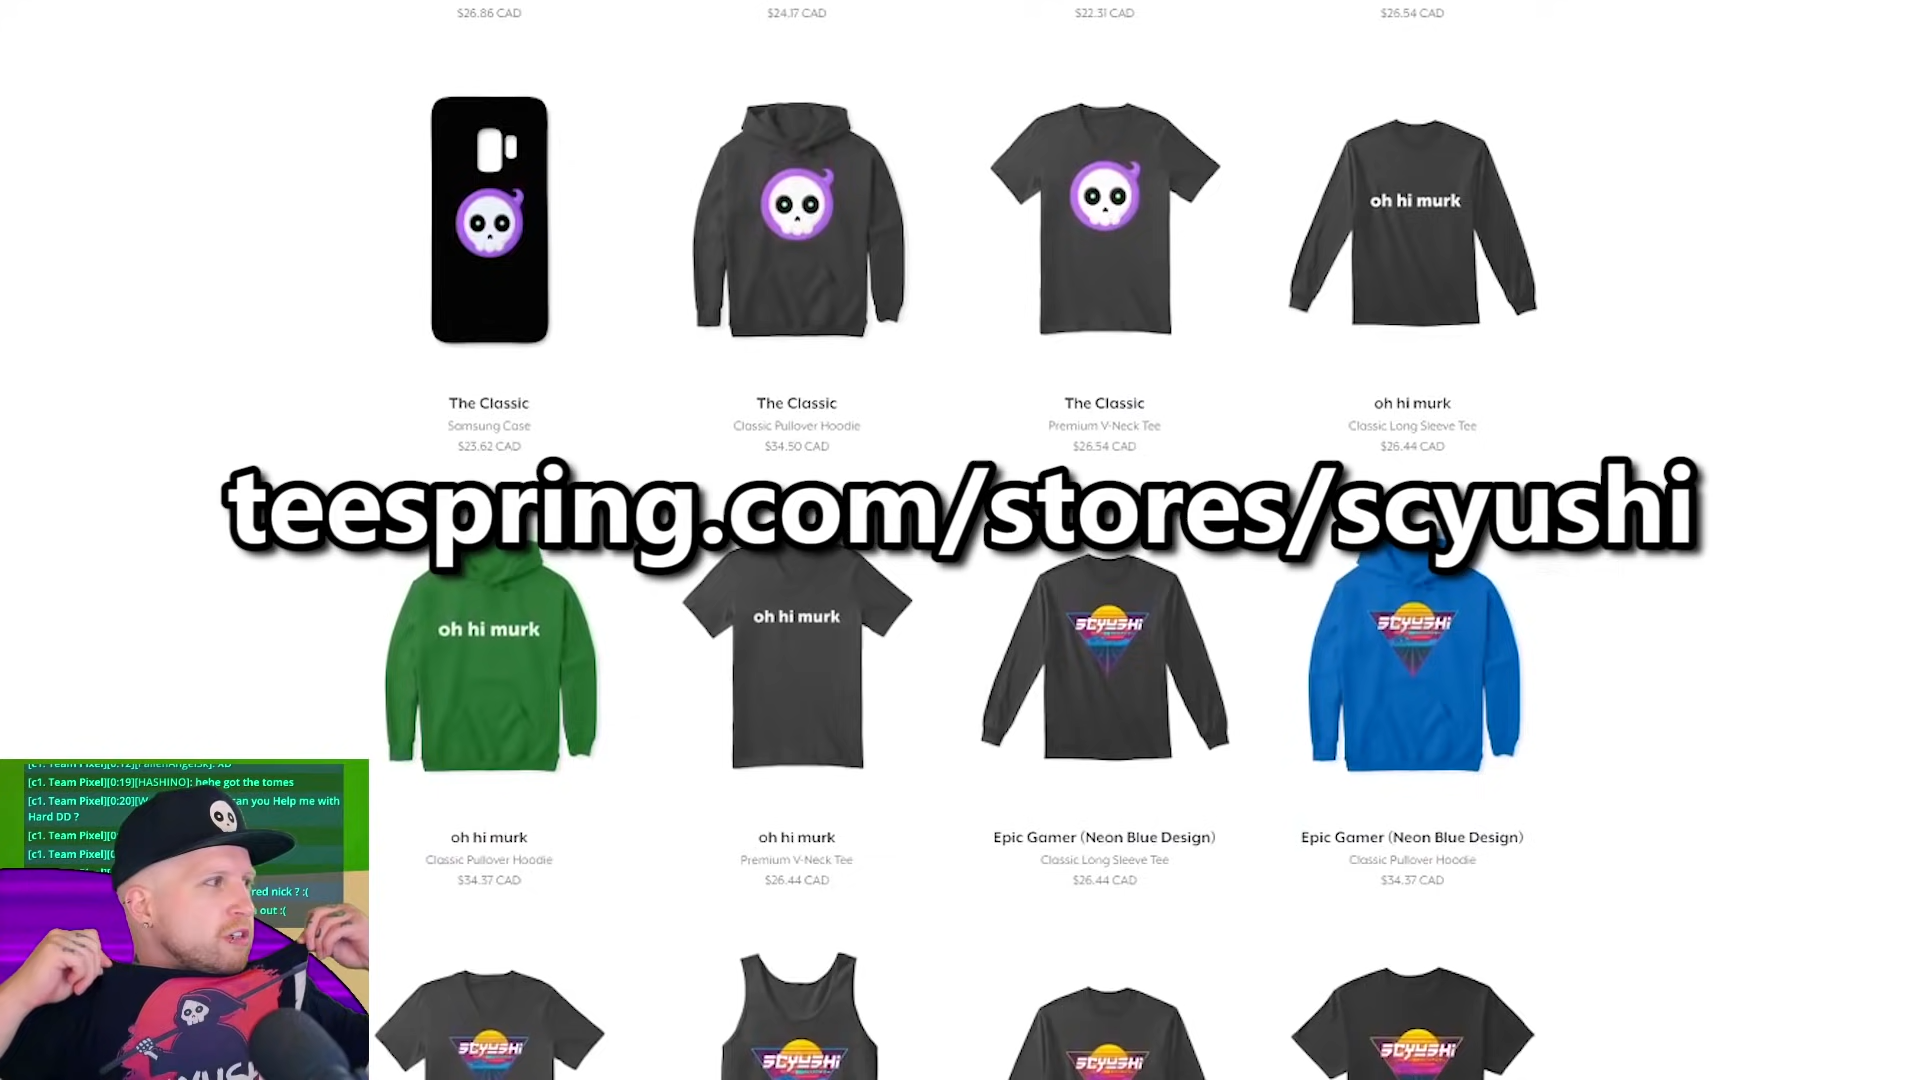 $26.86 CAD
$24.17 CAD
$22.31 CAD
$26.54 CAD
oh hi murk
The Classic
Samsung Case
$23.62 CAD
The Classic
Classic Pullover Hoodie
$34.50 CAD
The Classic
Premium V-Neck Tee
$26.54 CAD
oh hi murk
Classic Long Sleeve Tee
$26.44 CAD
teespring.com/stores/scyushi
oh hi murk
oh hi murk
SCYUSHI
SCYUSHI
oh hi murk
Classic Pullover Hoodie
$34.37 CAD
oh hi murk
Premium V-Neck Tee
$26.44 CAD
Epic Gamer (Neon Blue Design)
Classic Long Sleeve Tee
$26.44 CAD
Epic Gamer (Neon Blue Design)
Classic Pullover Hoodie
$34.37 CAD
[c1. Team Pixel][0:19][HASHINO]: hehe got the tomes
[c1. Team Pixel][0:20][W can you Help me with
Hard DD ?
[c1. Team Pixel][0
[c1. Team Pixel][0
red nick ? :(
out :(
SCYUSHI
SCYUSHI
SCYUSHI
SCYUSHI